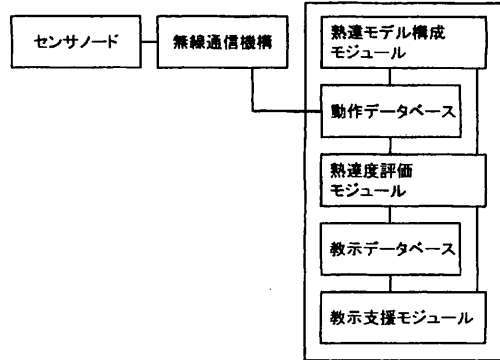 センサノード
無線通信機構
熟達モデル構成
モジュール
動作データベース
熟達度評価
モジュール
教示データベース
教示支援モジュール